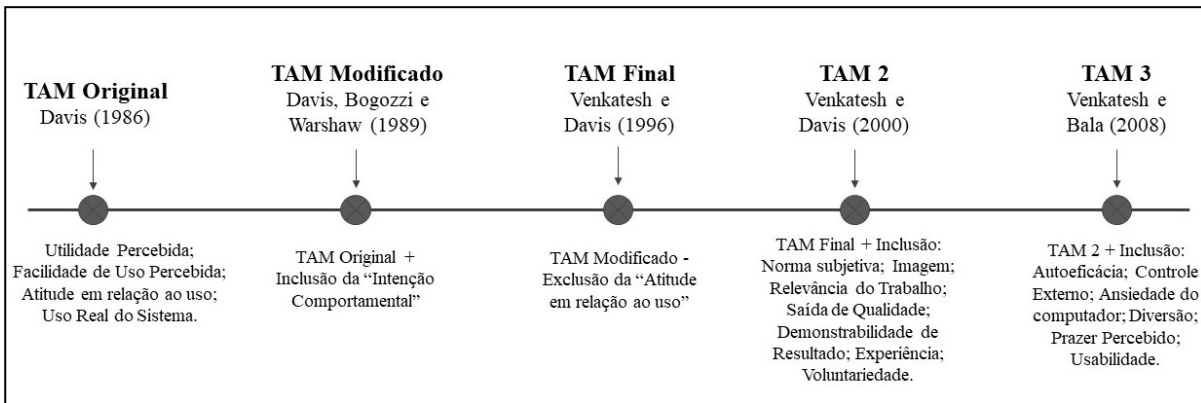 TAM Original
Davis (1986)
TAM Modificado
Davis, Bogozzi e
Warshaw (1989)
TAM Final
Venkatesh e
Davis (1996)
TAM 2
Venkatesh e
Davis (2000)
TAM 3
Venkatesh e
Bala (2008)
Utilidade Percebida;
Facilidade de Uso Percebida;
Atitude em relação ao uso;
Uso Real do Sistema.
TAM Original +
Inclusão da “Intenção
Comportamental”
TAM Modificado -
Exclusão da “Atitude
em relação ao uso”
TAM Final + Inclusão:
Norma subjetiva; Imagem;
Relevância do Trabalho;
Saída de Qualidade;
Demonstrabilidade de
Resultado; Experiência;
Voluntariedade.
TAM 2 + Inclusão:
Autoeficácia; Controle
Externo; Ansiedade do
computador; Diversão;
Prazer Percebido;
Usabilidade.